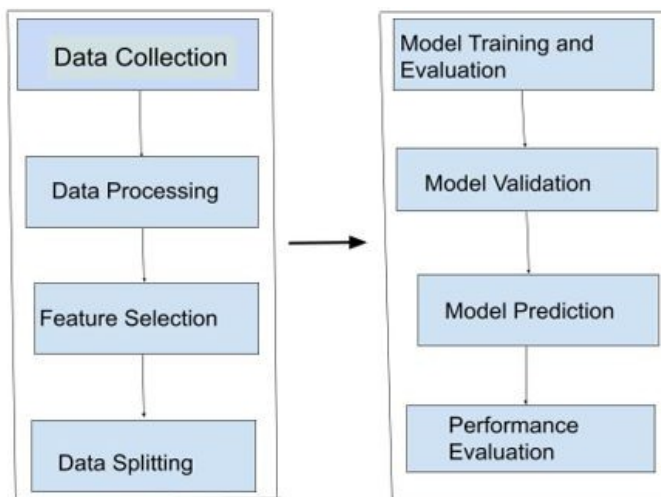 Data Collection
Data Processing
Feature Selection
Data Splitting
Model Training and
Evaluation
Model Validation
Model Prediction
Performance
Evaluation